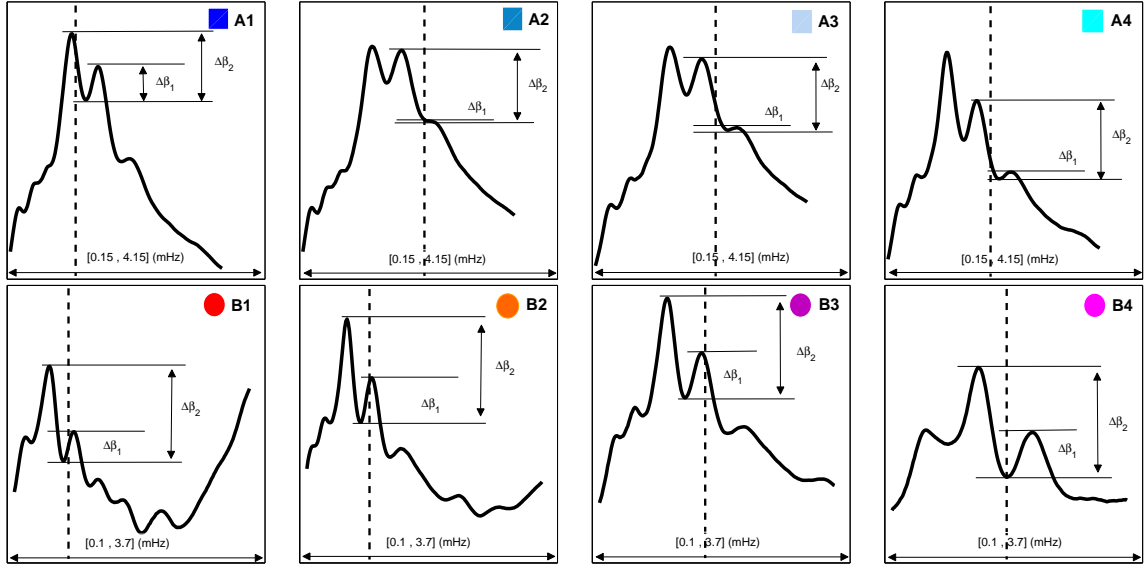 A1
Δβ₂
Δβ₁
[0.15 , 4.15] (mHz)
A2
Δβ₂
Δβ₁
[0.15 , 4.15] (mHz)
A3
Δβ₂
Δβ₁
[0.15 , 4.15] (mHz)
A4
Δβ₁
Δβ₂
[0.15 , 4.15] (mHz)
B1
Δβ₂
Δβ₁
[0.1 , 3.7] (mHz)
B2
Δβ₂
Δβ₁
[0.1 , 3.7] (mHz)
B3
Δβ₂
Δβ₁
[0.1 , 3.7] (mHz)
B4
Δβ₂
Δβ₁
[0.1 , 3.7] (mHz)